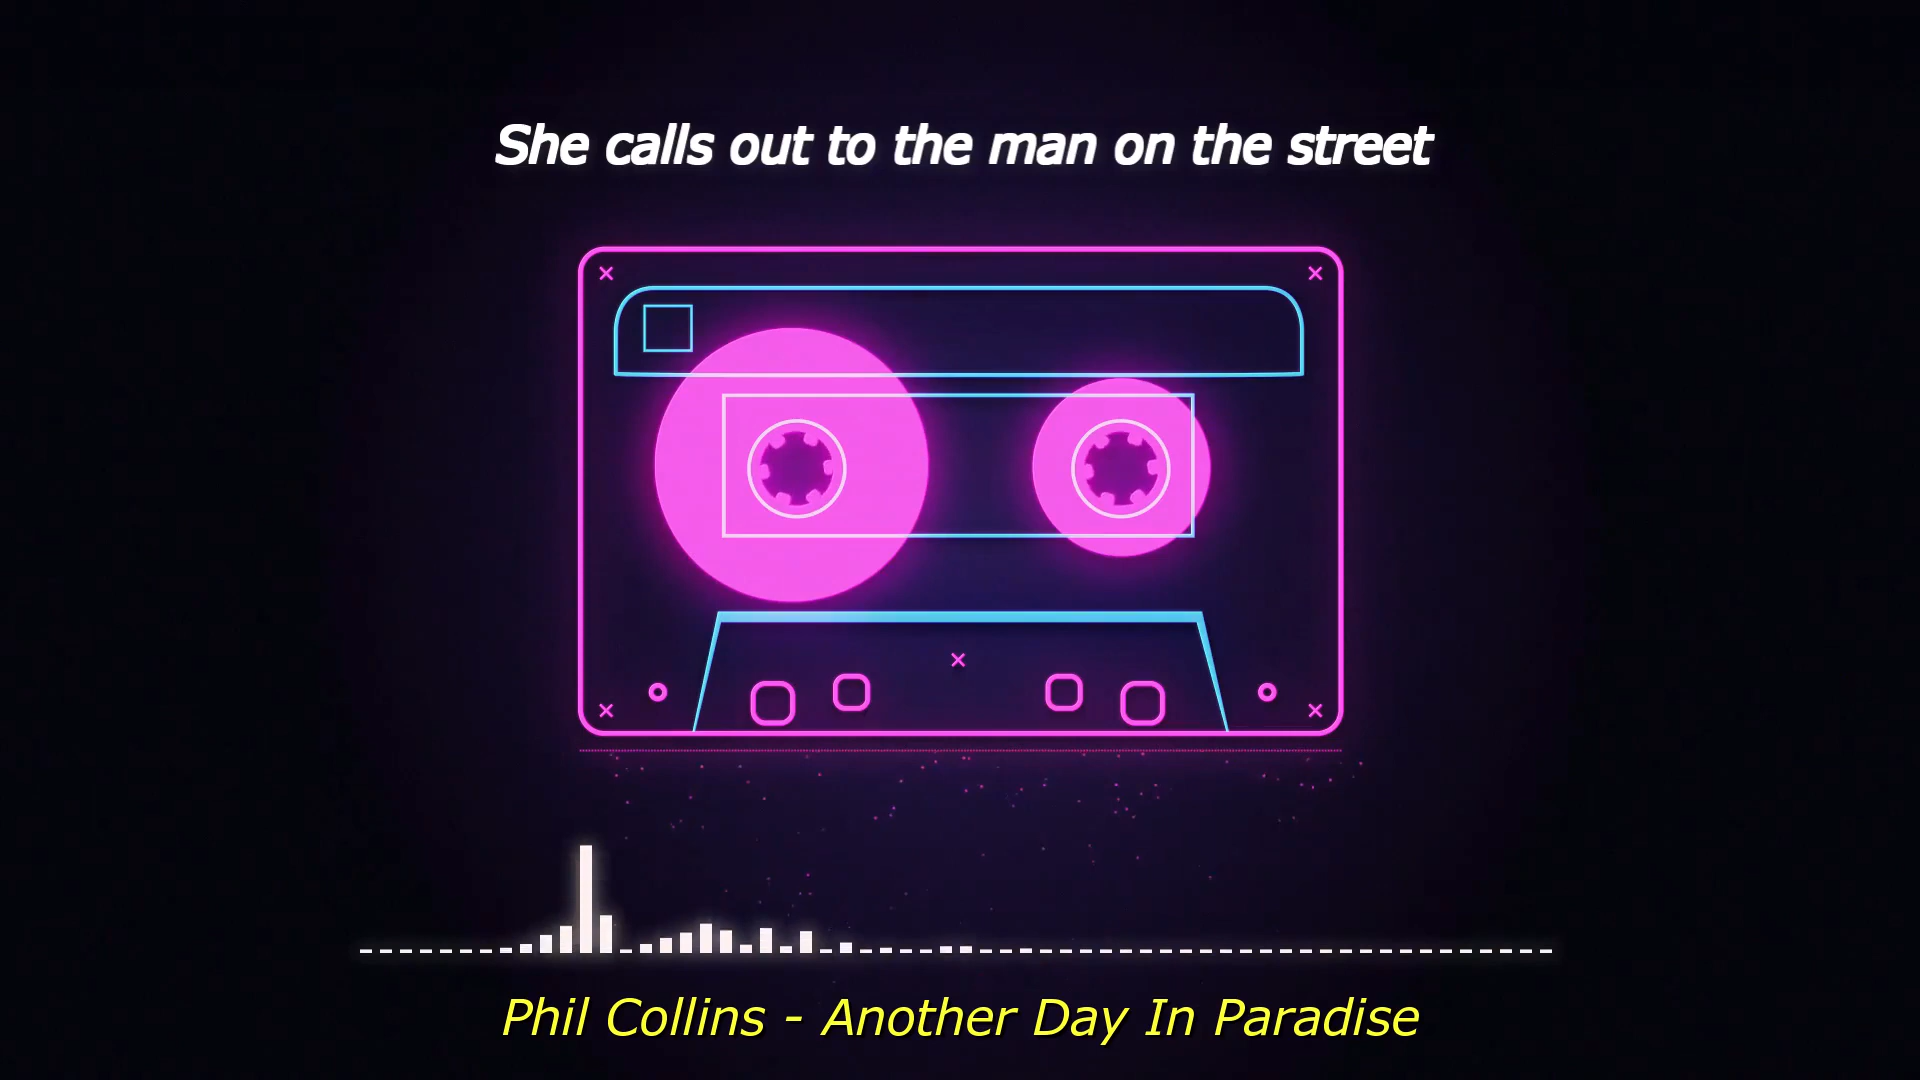 She calls out to the man on the street
Phil Collins - Another Day In Paradise